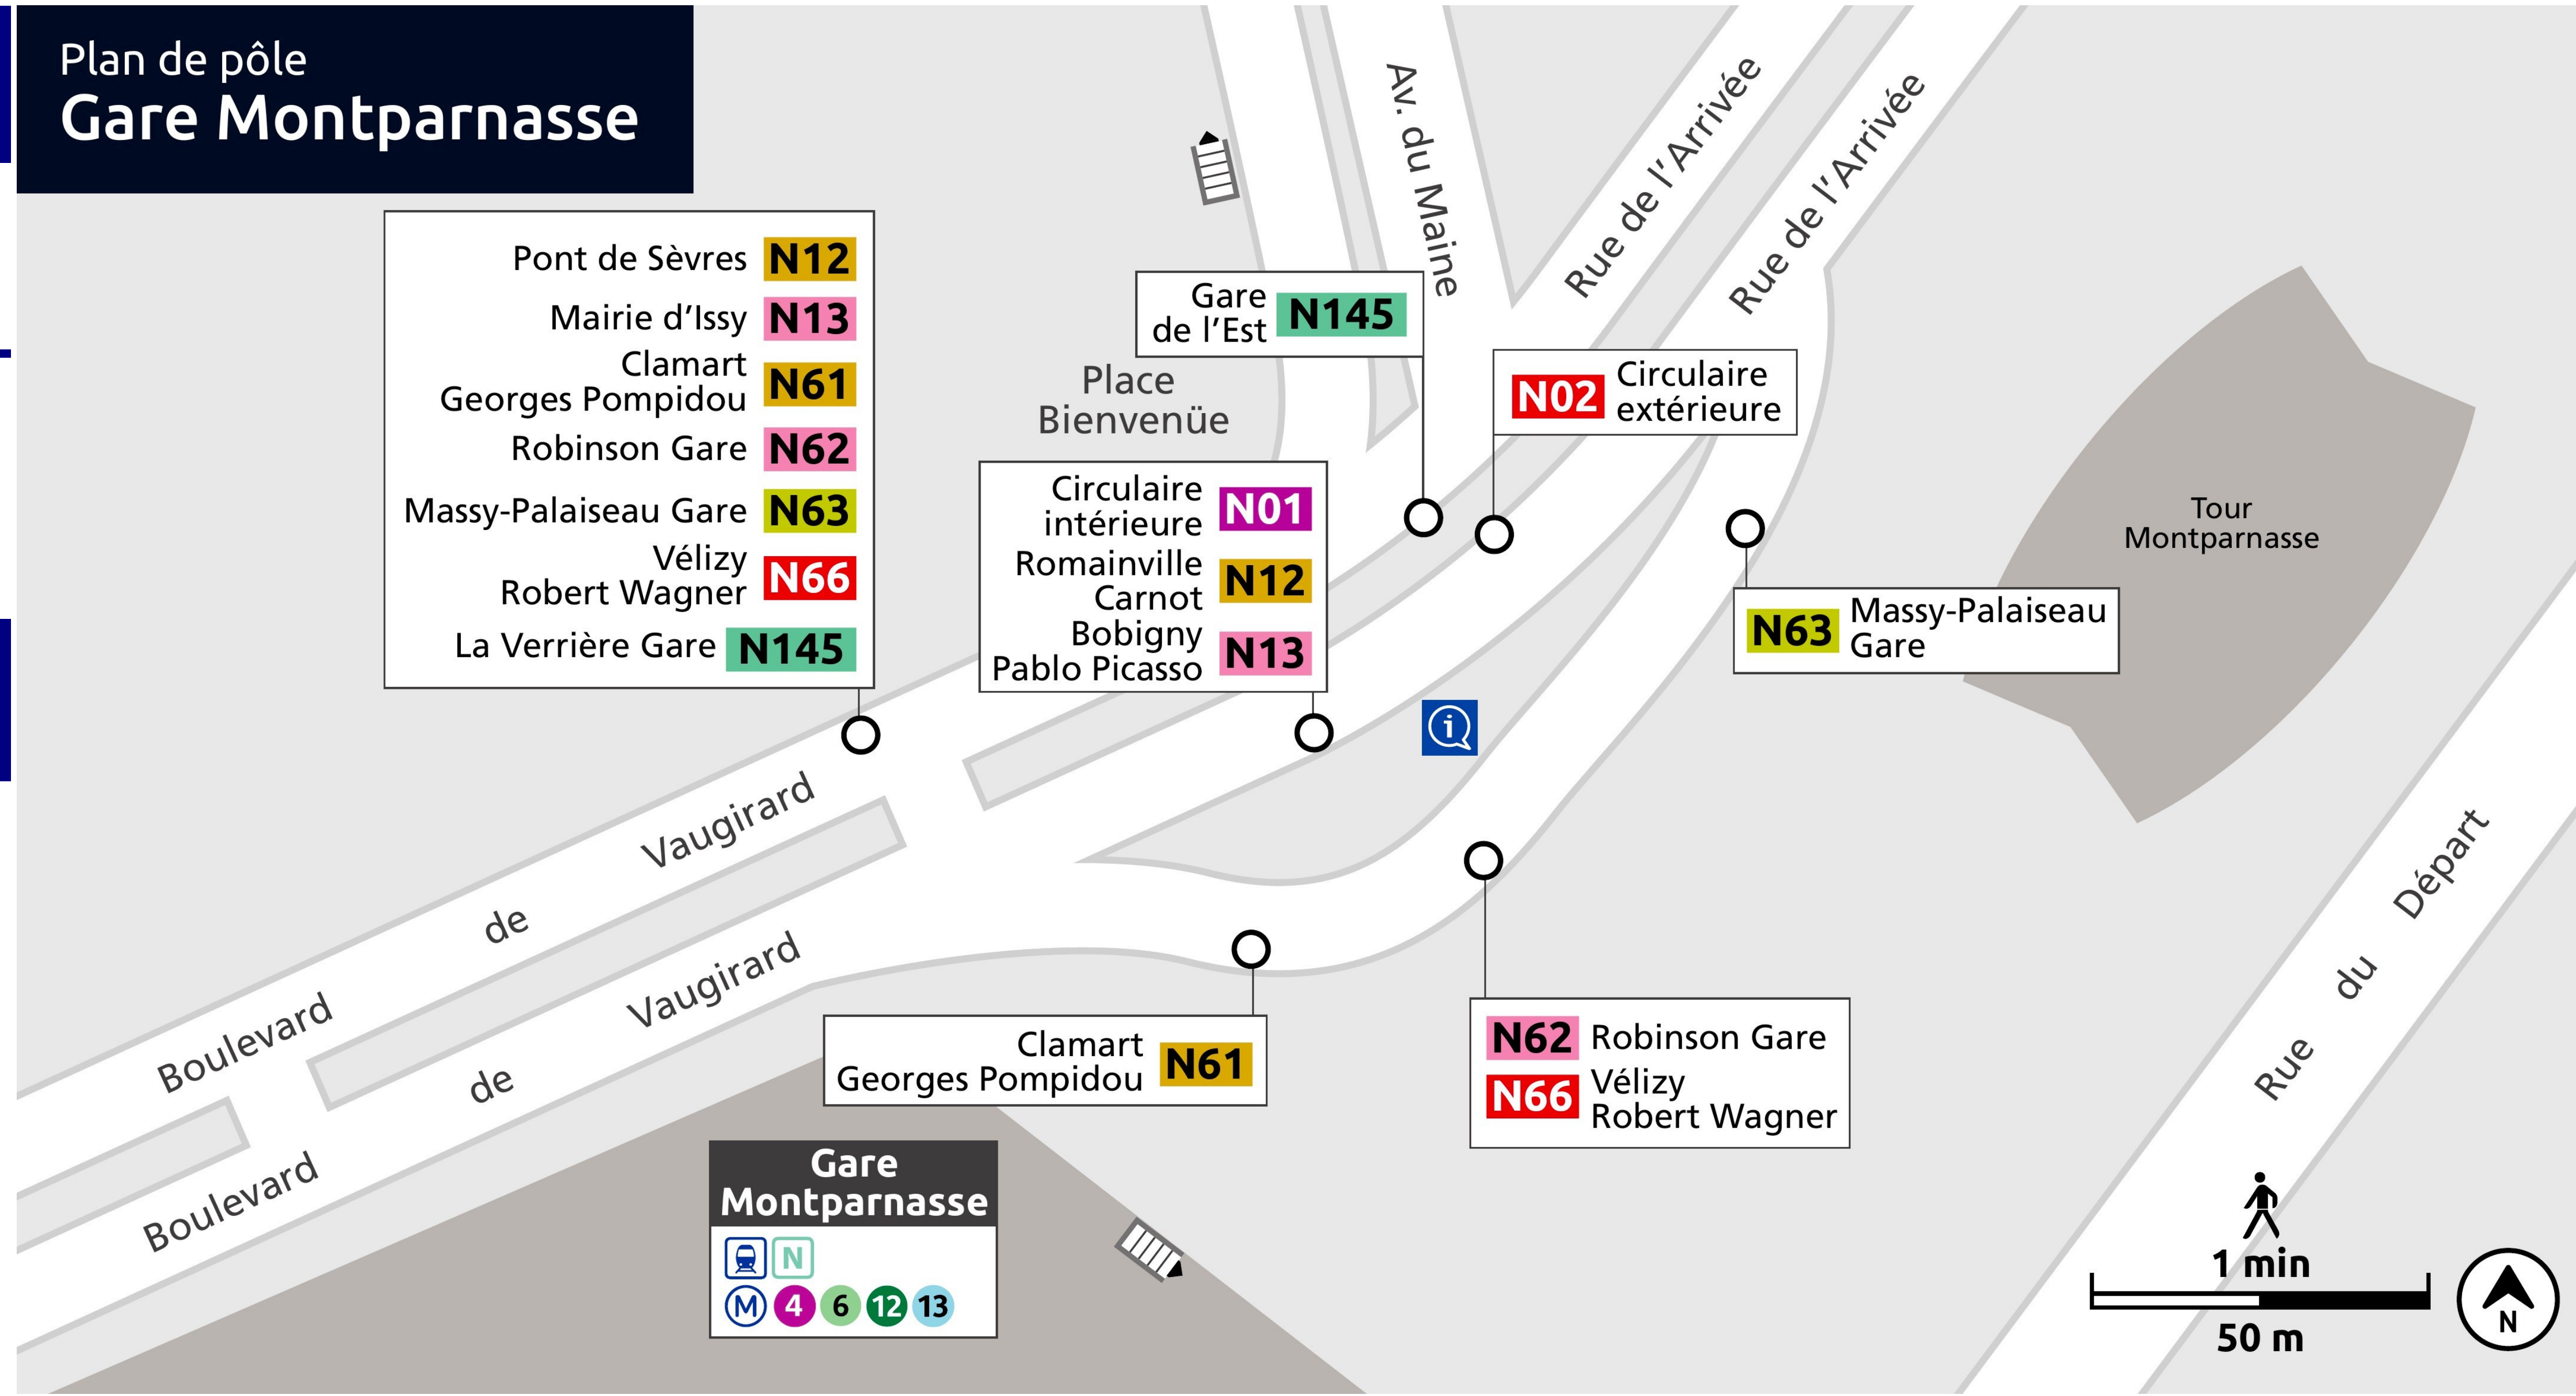 Plan de pôle
Gare Montparnasse
Pont de Sèvres N12
Mairie d'Issy N13
Clamart
Georges Pompidou N61
Robinson Gare N62
Massy-Palaiseau Gare N63
Vélizy
Robert Wagner N66
La Verrière Gare N145
Av. du Maine
Rue de l'Arrivée
Rue de l'Arrivée
Gare
de l'Est N145
Place
Bienvenüe
N02 Circulaire
extérieure
Circulaire
intérieure N01
Romainville
Carnot N12
Bobigny
Pablo Picasso N13
Tour
Montparnasse
N63 Massy-Palaiseau
Gare
i
Boulevard de Vaugirard
Boulevard de Vaugirard
Clamart
Georges Pompidou N61
N62 Robinson Gare
N66 Vélizy
Robert Wagner
Rue du Départ
Gare
Montparnasse
N
M 4 6 12 13
1 min
50 m
N